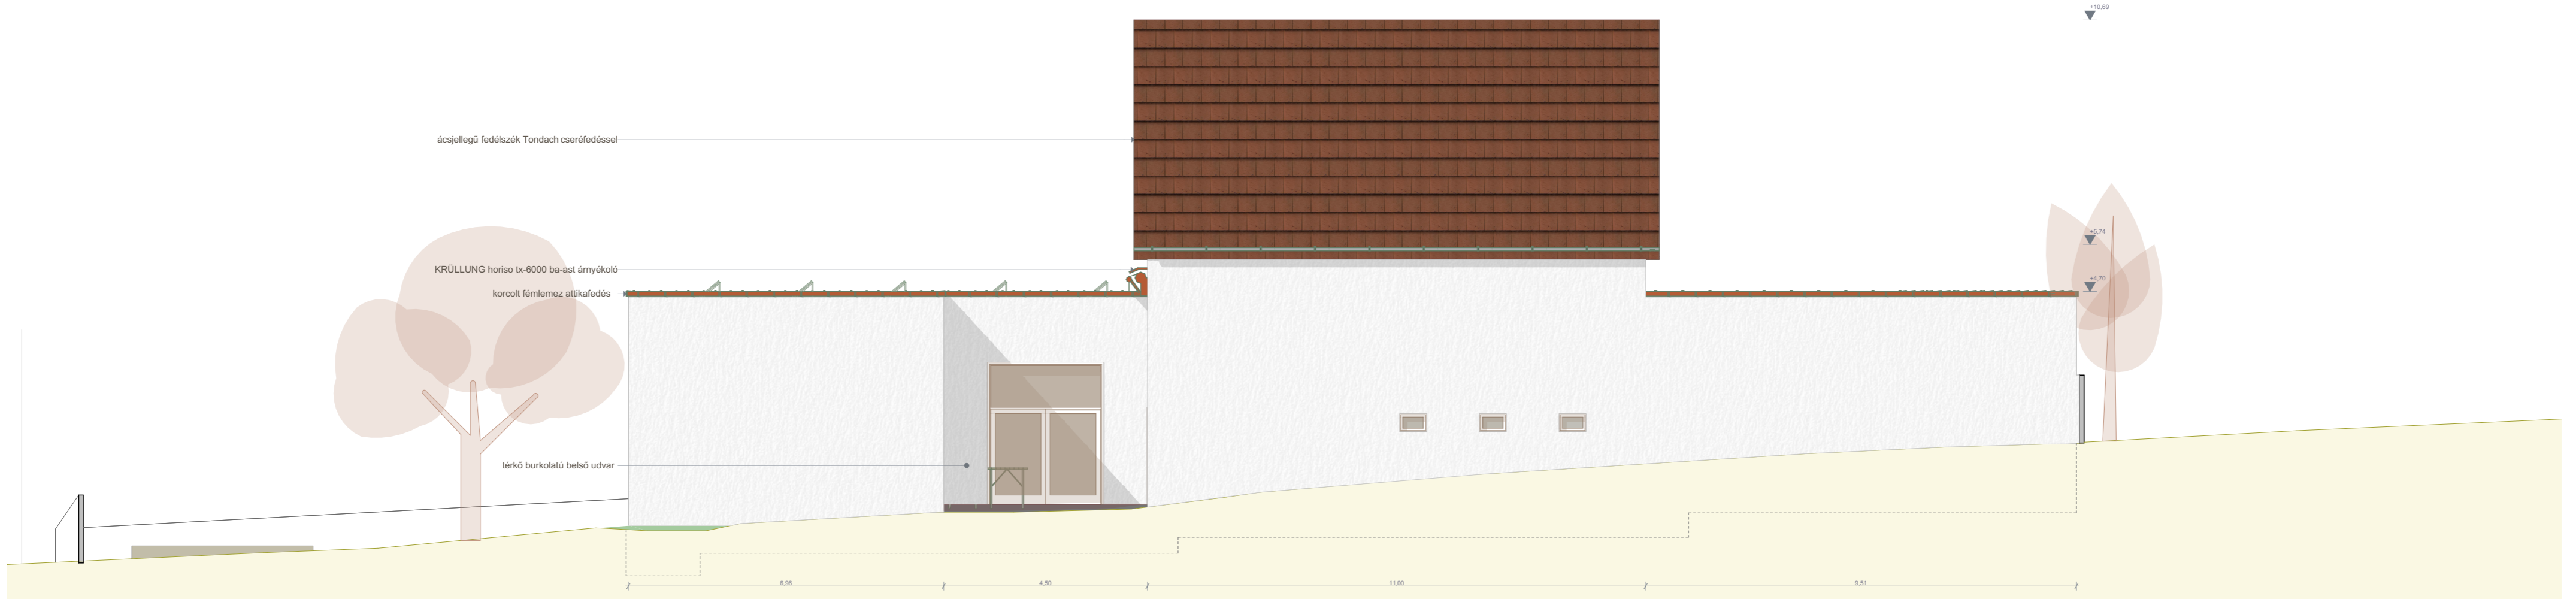 +10,69
ácsjellegű fedélszék Tondach cseréfedéssel
+5,74
KRÜLLUNG horiso tx-6000 ba-ast árnyékoló
+4,70
korcolt fémlemez attikafedés
térkő burkolatú belső udvar
6,96 4,50 11,00 9,51